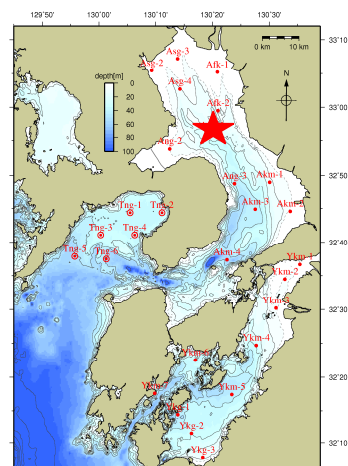 130˚00' 130˚10' 130˚20' 130˚30'
33˚10'
33˚00'
32˚50'
32˚40'
32˚30'
32˚20'
32˚10'
0 km 10 km
N
depth[m]
0
20
40
60
80
100
Asg-3
Asg-2
Afk-1
Asg-4
Afk-2
Ang-2
Ang-3
Akm-1
Akm-3
Akm-2
Akm-4
Tng-1
Tng-2
Tng-3
Tng-4
Tng-5
Tng-6
Ykm-1
Ykm-2
Ykm-3
Ykm-4
Ykm-5
Ykg-2
Ykg-3